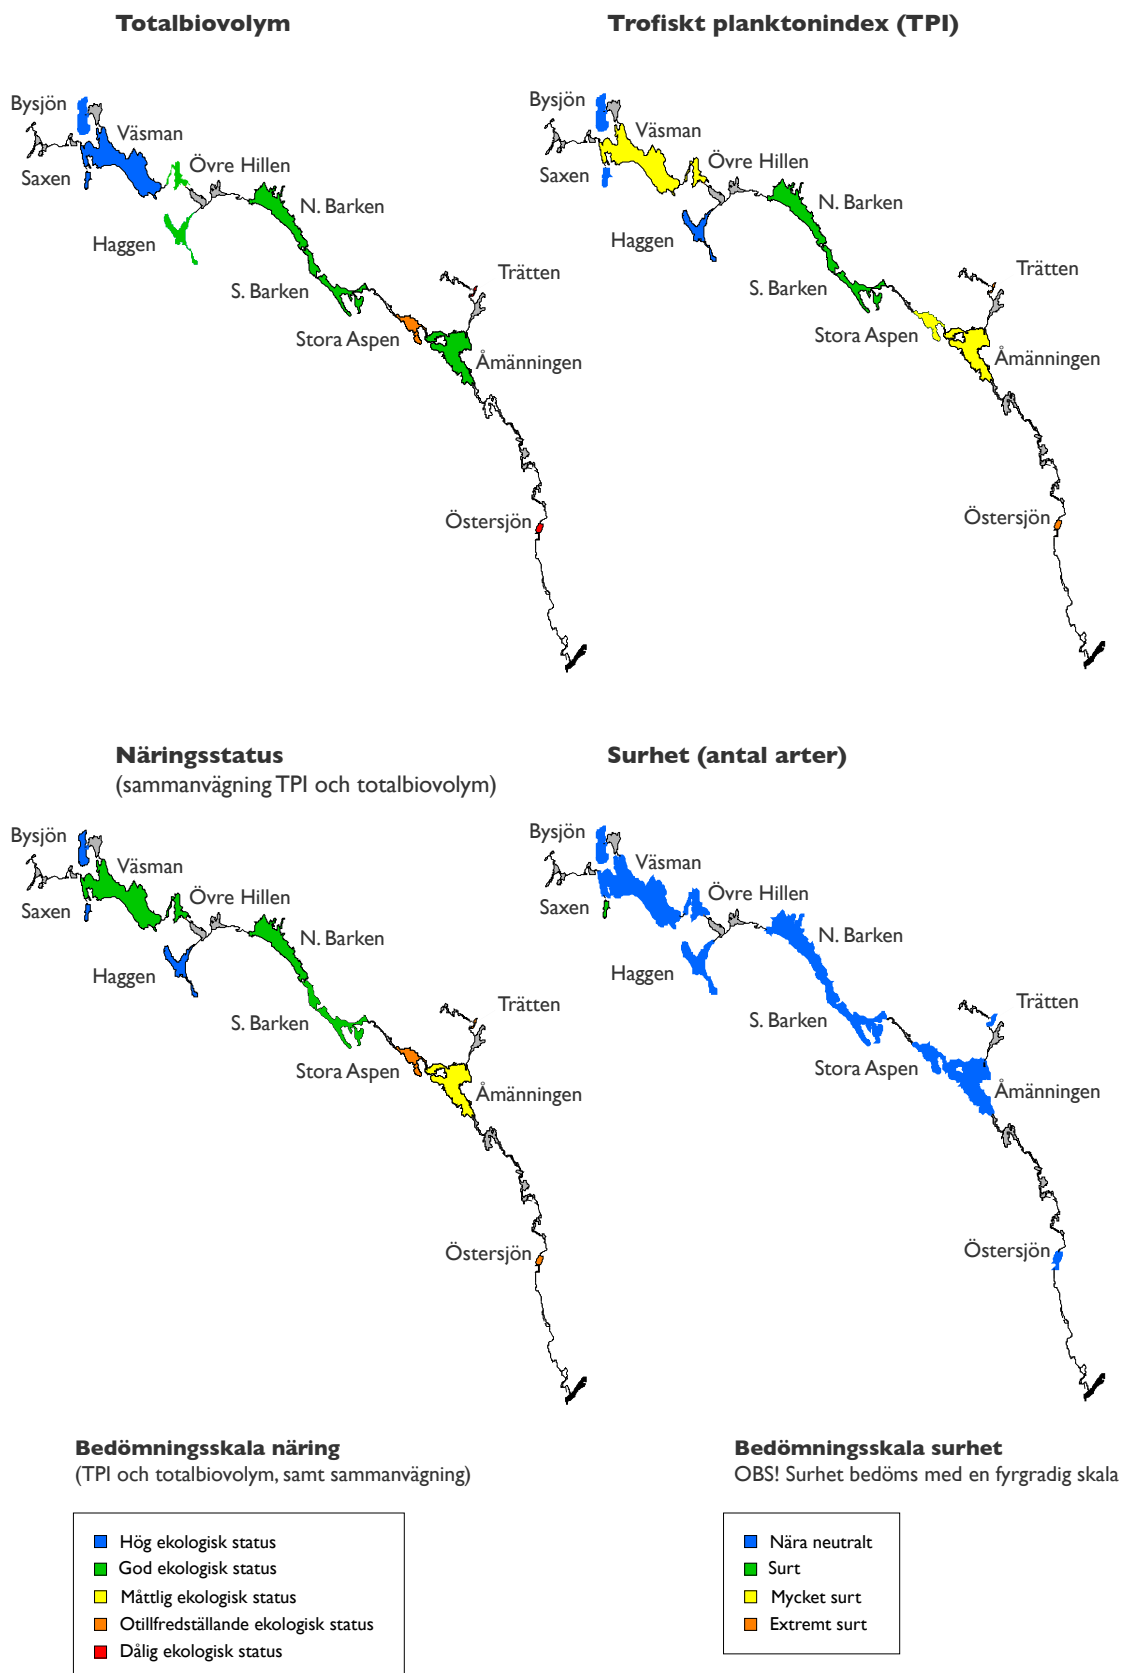 Totalbiovolym
Bysjön
Väsman
Saxen
Övre Hillen
N. Barken
Haggen
S. Barken
Trätten
Stora Aspen
Åmänningen
Östersjön
Trofiskt planktonindex (TPI)
Bysjön
Väsman
Saxen
Övre Hillen
N. Barken
Haggen
S. Barken
Trätten
Stora Aspen
Åmänningen
Östersjön
Näringsstatus
(sammanvägning TPI och totalbiovolym)
Bysjön
Väsman
Övre Hillen
Saxen
N. Barken
Haggen
Trätten
S. Barken
Stora Aspen
Åmänningen
Östersjön
Surhet (antal arter)
Bysjön
Väsman
Övre Hillen
Saxen
N. Barken
Haggen
Trätten
S. Barken
Stora Aspen
Åmänningen
Östersjön
Bedömningsskala näring
(TPI och totalbiovolym, samt sammanvägning)
Hög ekologisk status
God ekologisk status
Måttlig ekologisk status
Otillfredställande ekologisk status
Dålig ekologisk status
Bedömningsskala surhet
OBS! Surhet bedöms med en fyrgradig skala
Nära neutralt
Surt
Mycket surt
Extremt surt